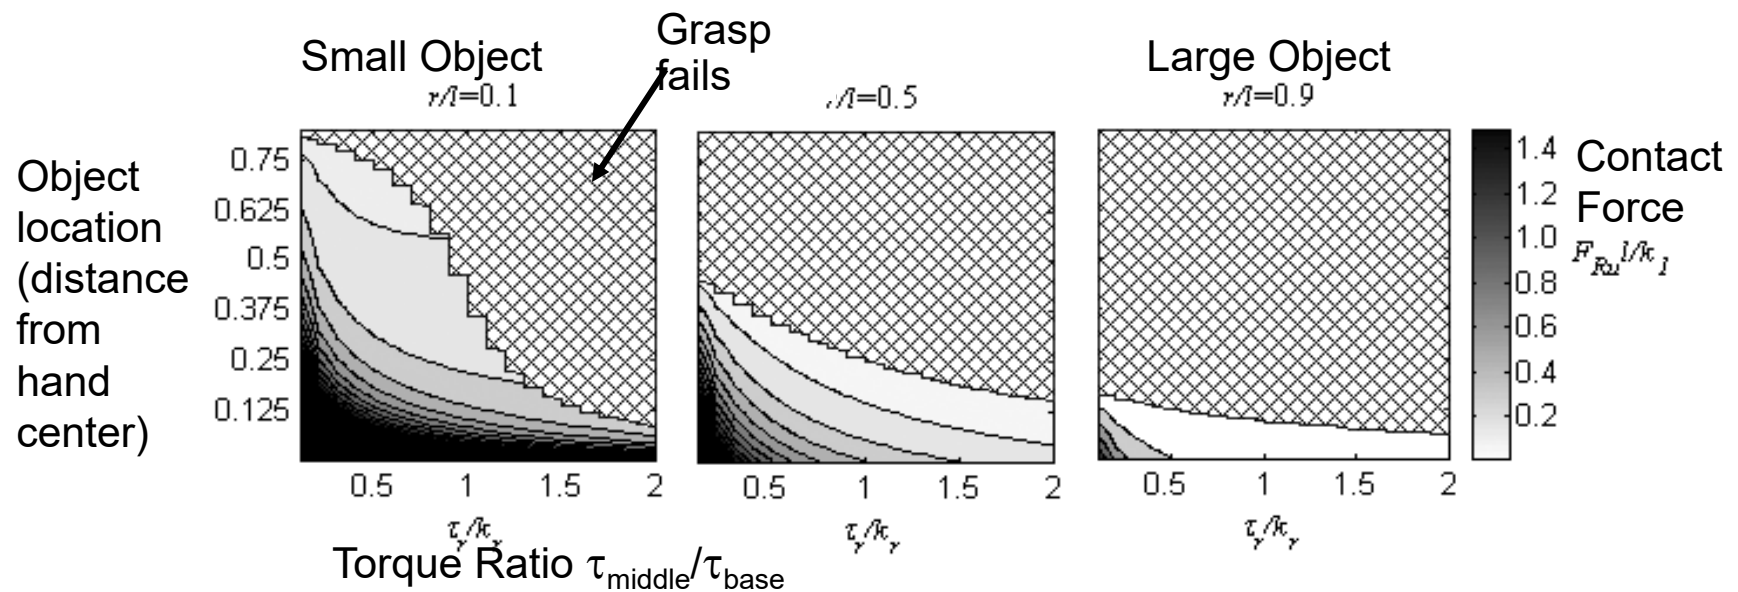 Small Object
Grasp
fails
Large Object
r/l=0.1
/l=0.5
r/l=0.9
Object
location
(distance
from
hand
center)
0.75
0.625
0.5
0.375
0.25
0.125
0.5 1 1.5 2
0.5 1 1.5 2
0.5 1 1.5 2
1.4
1.2
1.0
0.8
0.6
0.4
0.2
Contact
Force
F_Ru l/k_1
τ_r/k_r
τ_r/k_r
τ_r/k_r
Torque Ratio τmiddle/τbase